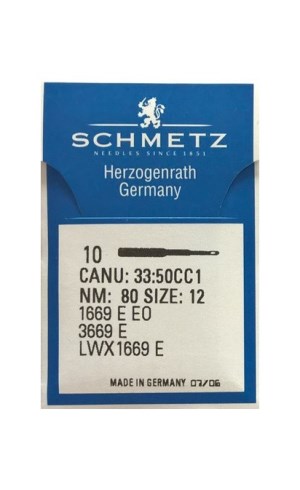 SCHMETZ
NEEDLES SINCE 1851
Herzogenrath
Germany
10
CANU: 33:50CC1
NM: 80 SIZE: 12
1669 E EO
3669 E
LWX1669 E
MADE IN GERMANY 07/06